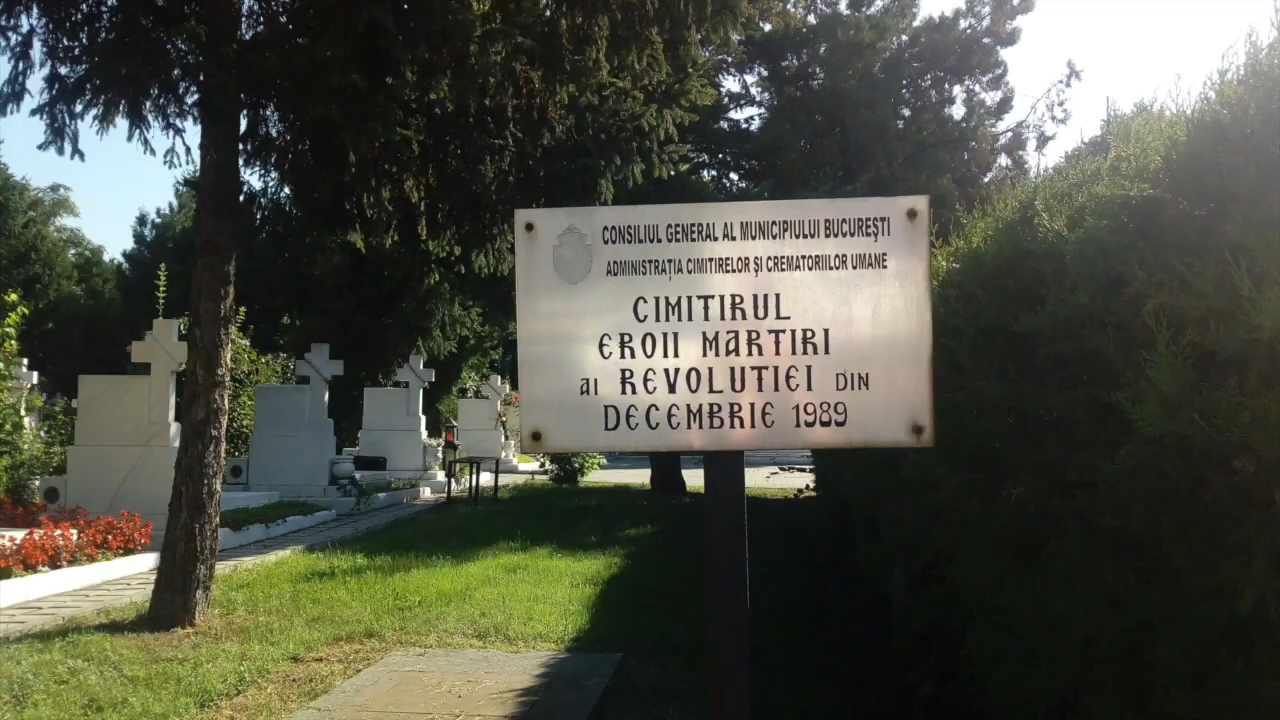 CONSILIUL GENERAL AL MUNICIPIULUI BUCUREŞTI
ADMINISTRAŢIA CIMITIRELOR ŞI CREMATORIILOR UMANE
CIMITIRUL
EROII MARTIRI
aI REVOLUTIEI DIN
DECEMBRIE 1989